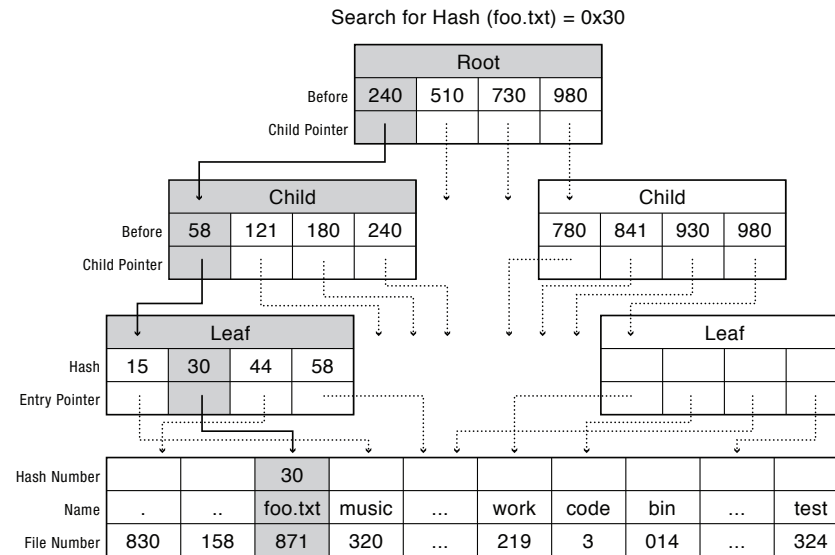 Search for Hash (foo.txt) = 0x30
Root
Before 240 510 730 980
Child Pointer
Child Child
Before 58 121 180 240 780 841 930 980
Child Pointer
Leaf Leaf
Hash 15 30 44 58
Entry Pointer
Hash Number 30
Name . .. foo.txt music ... work code bin ... test
File Number 830 158 871 320 ... 219 3 014 ... 324